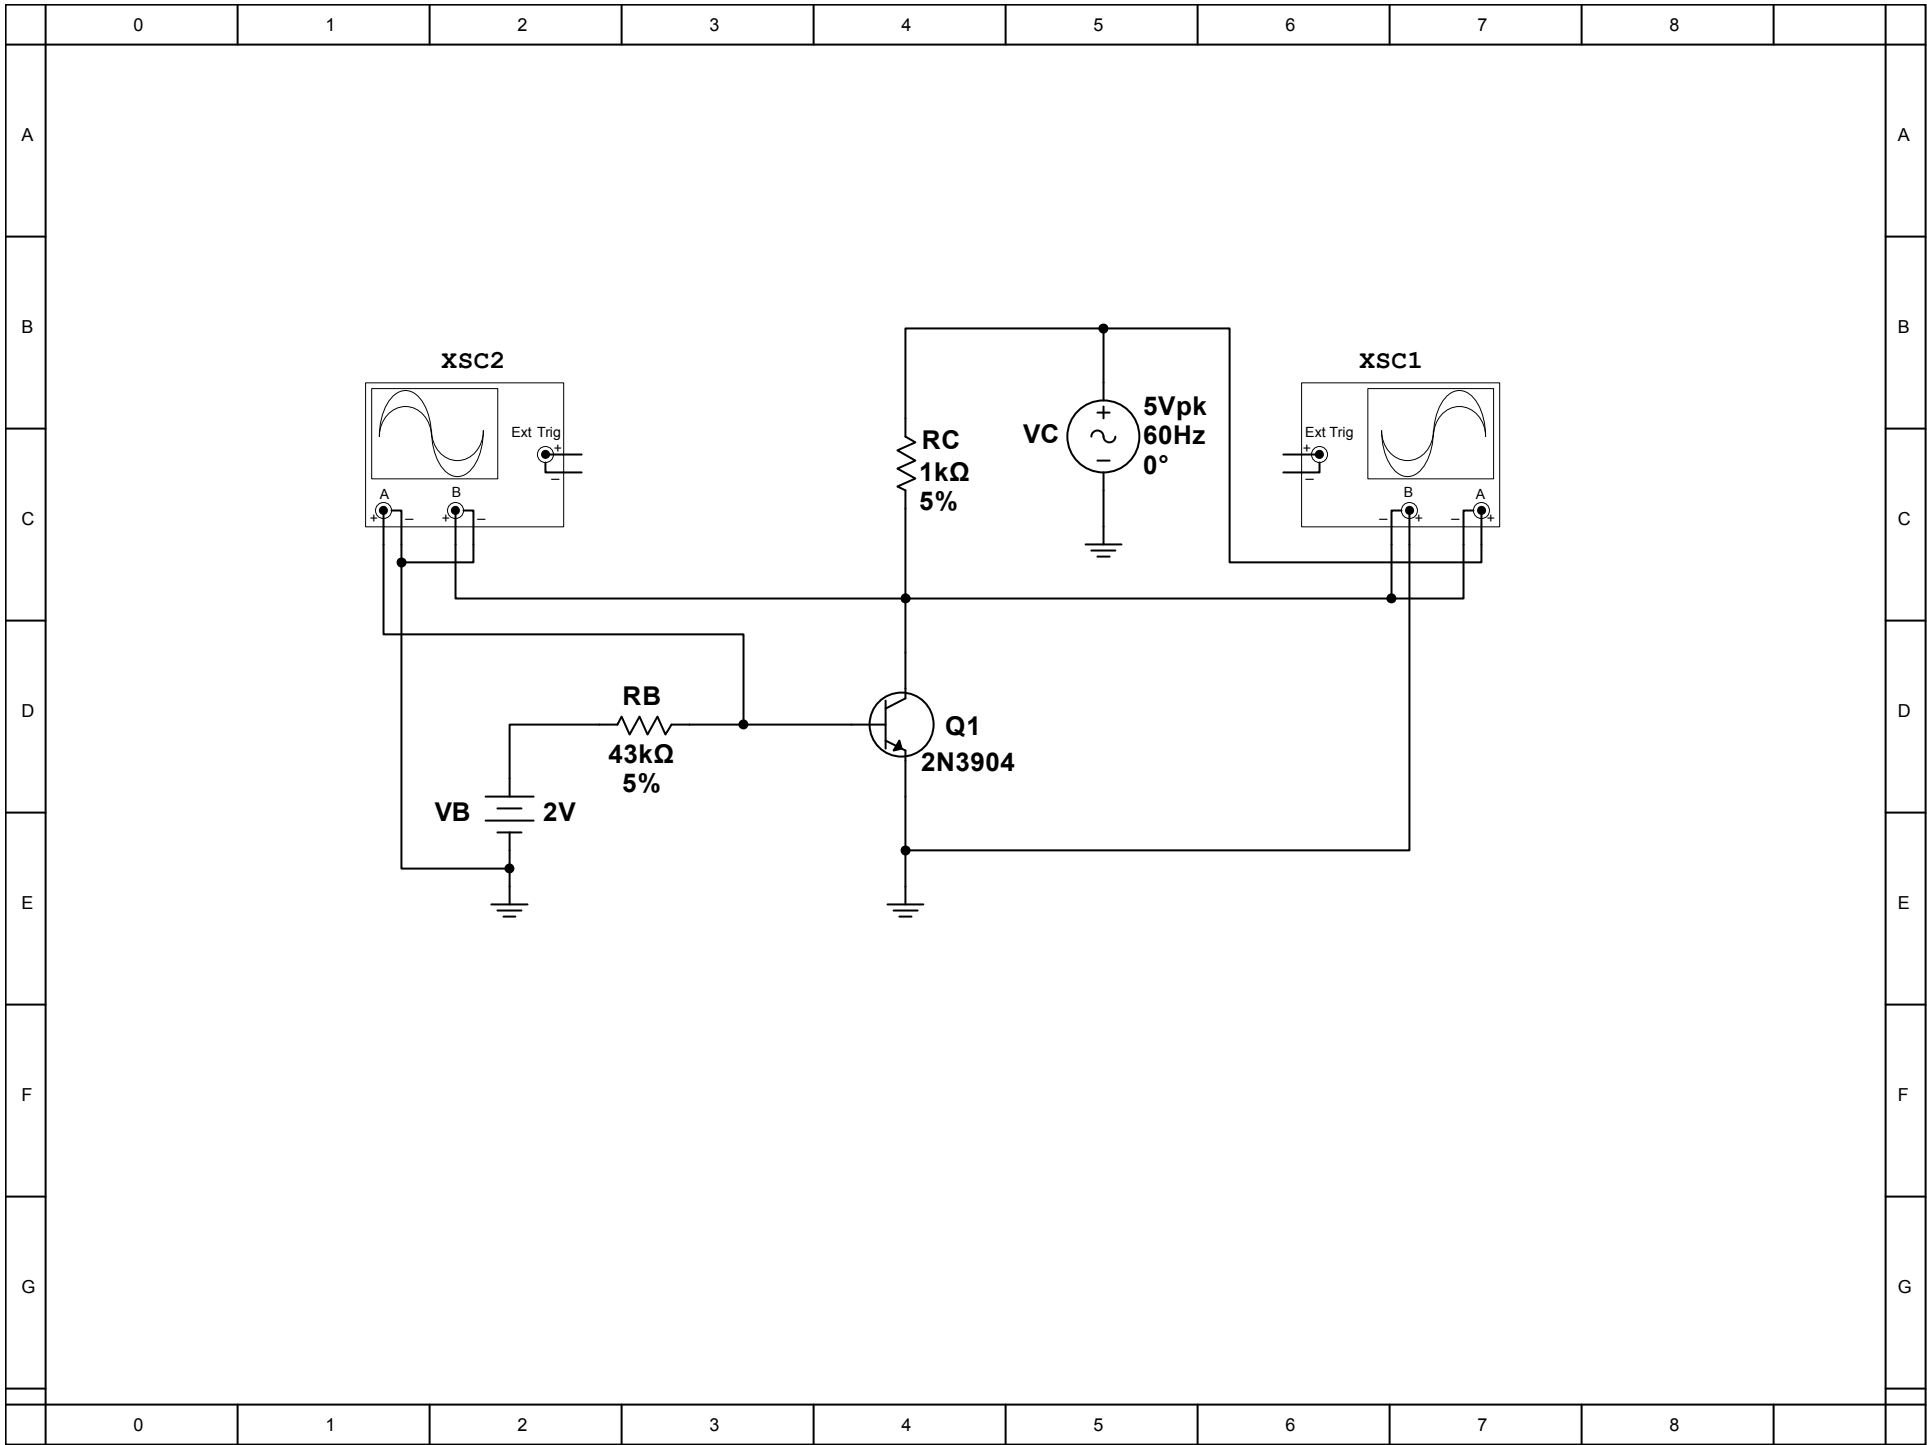 0 1 2 3 4 5 6 7 8
A A
B B
XSC2 XSC1
5Vpk
VC 60Hz
0°
RC
1kΩ
5%
Ext Trig
+
−
A B
+ − + −
Ext Trig
+
−
B A
− + − +
+
−
C C
D D
RB
43kΩ
5%
Q1
2N3904
VB 2V
E E
F F
G G
0 1 2 3 4 5 6 7 8